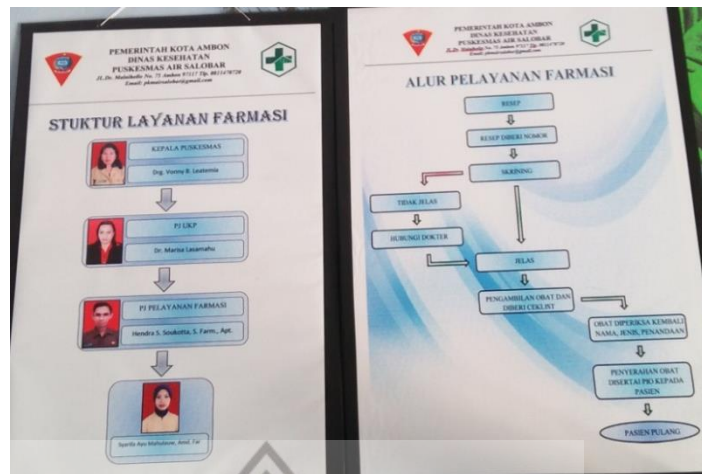 PEMERINTAH KOTA AMBON
DINAS KESEHATAN
PUSKESMAS AIR SALOBAR
STUKTUR LAYANAN FARMASI
KEPALA PUSKESMAS
Drg. Vonny B. Leatemia
PJ UKP
Dr. Marisa Lasamahu
PJ PELAYANAN FARMASI
Hendra S. Soukotta, S. Farm., Apt.
PEMERINTAH KOTA AMBON
DINAS KESEHATAN
PUSKESMAS AIR SALOBAR
ALUR PELAYANAN FARMASI
RESEP
RESEP DIBERI NOMOR
SKRINING
TIDAK JELAS
HUBUNGI DOKTER
JELAS
PENGAMBILAN OBAT DAN
DIBERI CEKLIST
OBAT DIPERIKSA KEMBALI
NAMA, JENIS, PENANDAAN
PENYERAHAN OBAT
DISERTAI PIO KEPADA
PASIEN
PASIEN PULANG